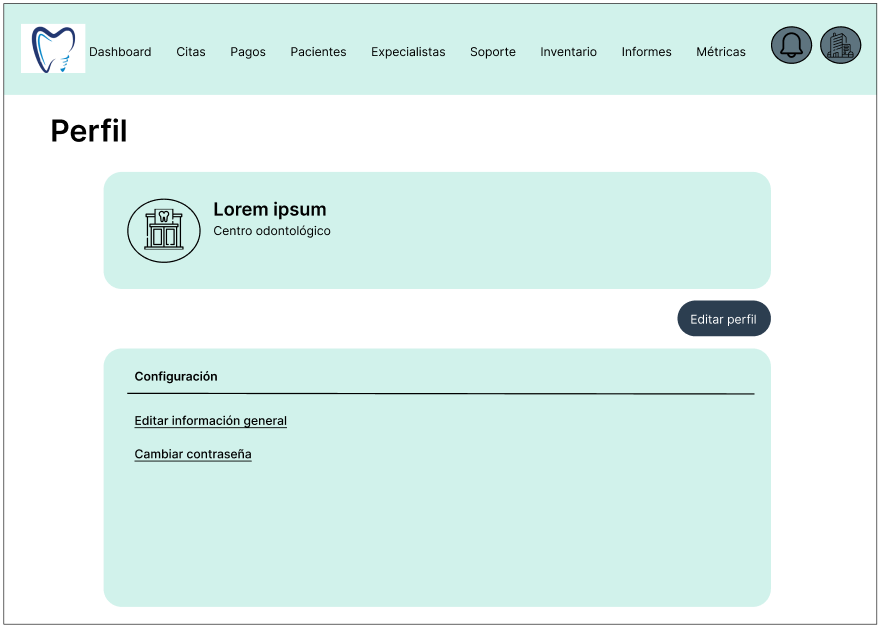 Dashboard Citas Pagos Pacientes Expecialistas Soporte Inventario Informes Métricas
Perfil
Lorem ipsum
Centro odontológico
Editar perfil
Configuración
Editar información general
Cambiar contraseña